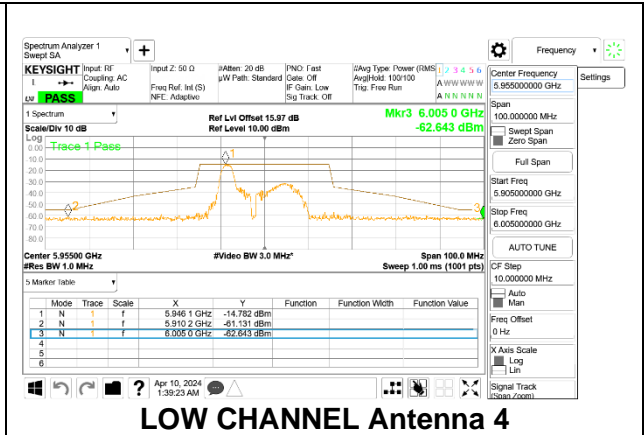 Spectrum Analyzer 1
Swept SA
+
Frequency
KEYSIGHT Input: RF Input Z: 50 Ω #Atten: 20 dB PNO: Fast #Avg Type: Power (RMS 1 2 3 4 5 6
Coupling: AC µW Path: Standard Gate: Off Avg|Hold: 100/100 A W W W W W
Align: Auto Freq Ref: Int (S) IF Gain: Low Trig: Free Run
PASS NFE: Adaptive Sig Track: Off A N N N N N
1 Spectrum Ref Lvl Offset 15.97 dB Mkr3 6.005 0 GHz
Scale/Div 10 dB Ref Level 10.00 dBm -62.643 dBm
Log
Trace 1 Pass
0.00
10.0
20.0
30.0
40.0
50.0
60.0
70.0
80.0
1
2
3
Center 5.95500 GHz #Video BW 3.0 MHz* Span 100.0 MHz
#Res BW 1.0 MHz Sweep 1.00 ms (1001 pts)
5 Marker Table
Mode Trace Scale X Y Function Function Width Function Value
1 N 1 f 5.946 1 GHz -14.782 dBm
2 N 1 f 5.910 2 GHz -61.131 dBm
3 N 1 f 6.005 0 GHz -62.643 dBm
4
5
6
? Apr 10, 2024
1:39:23 AM
Center Frequency
5.955000000 GHz
Settings
Span
100.000000 MHz
Swept Span
Zero Span
Full Span
Start Freq
5.905000000 GHz
Stop Freq
6.005000000 GHz
AUTO TUNE
CF Step
10.000000 MHz
Auto
Man
Freq Offset
0 Hz
X Axis Scale
Log
Lin
Signal Track
(Span Zoom)
LOW CHANNEL Antenna 4